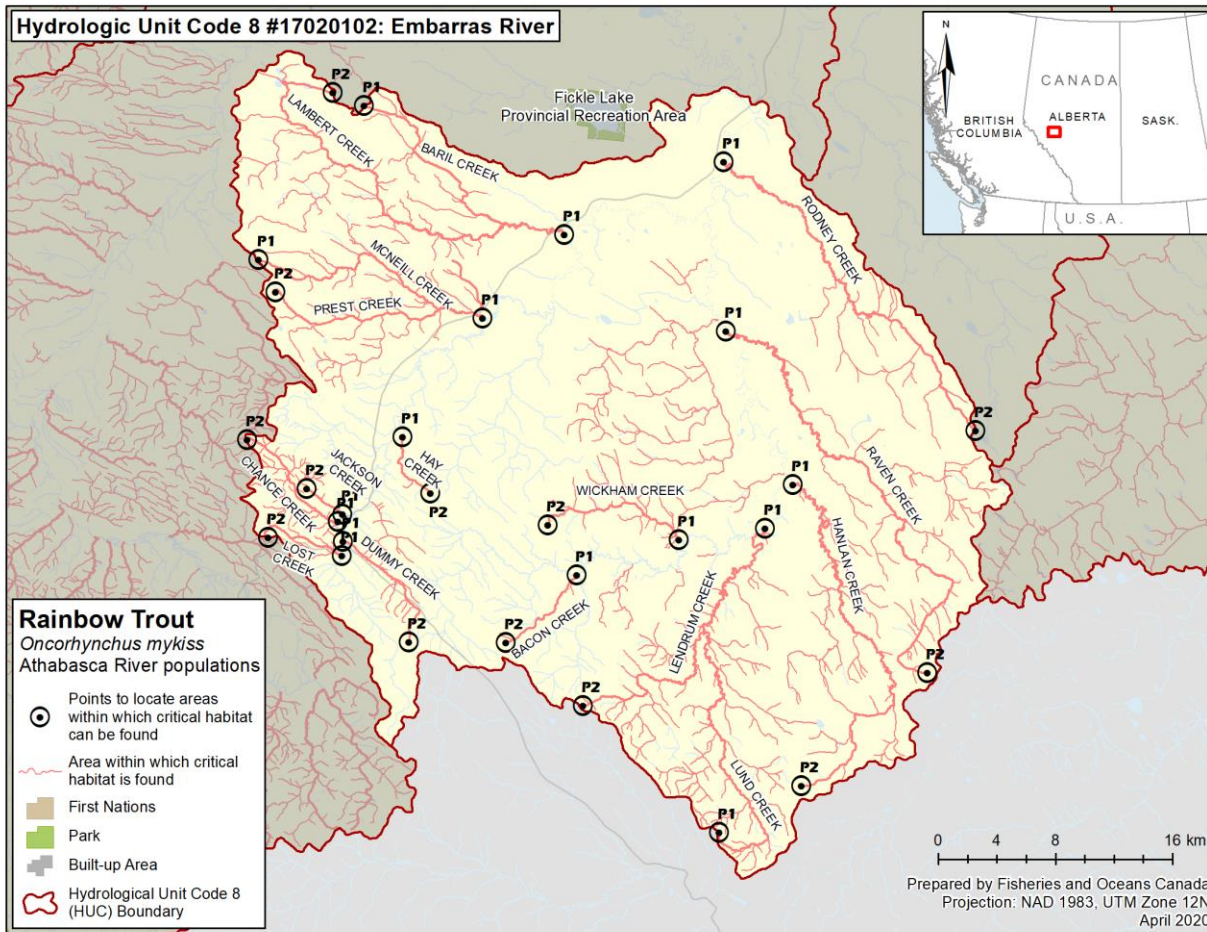 Hydrologic Unit Code 8 #17020102: Embarras River
N
CANADA
BRITISH
COLUMBIA
ALBERTA
SASK.
U.S.A.
Fickle Lake
Provincial Recreation Area
P2
P1
LAMBERT CREEK
BARIL CREEK
P1
P1
RODNEY CREEK
P1
P2
MCNEILL CREEK
PREST CREEK
P1
P1
P2
P2
CHANCE CREEK
P2
JACKSON
CREEK
P1
P1
P1
P1
HAY
CREEK
P2
P2
LOST
CREEK
DUMMY CREEK
P2
WICKHAM CREEK
P2
P1
P1
P1
RAVEN CREEK
HANLAN CREEK
P1
BACON CREEK
P2
LENDRUM CREEK
P2
P2
LUND CREEK
P2
P1
Rainbow Trout
Oncorhynchus mykiss
Athabasca River populations
Points to locate areas
within which critical habitat
can be found
Area within which critical
habitat is found
First Nations
Park
Built-up Area
Hydrological Unit Code 8
(HUC) Boundary
0 4 8 16 km
Prepared by Fisheries and Oceans Canada
Projection: NAD 1983, UTM Zone 12N
April 2020